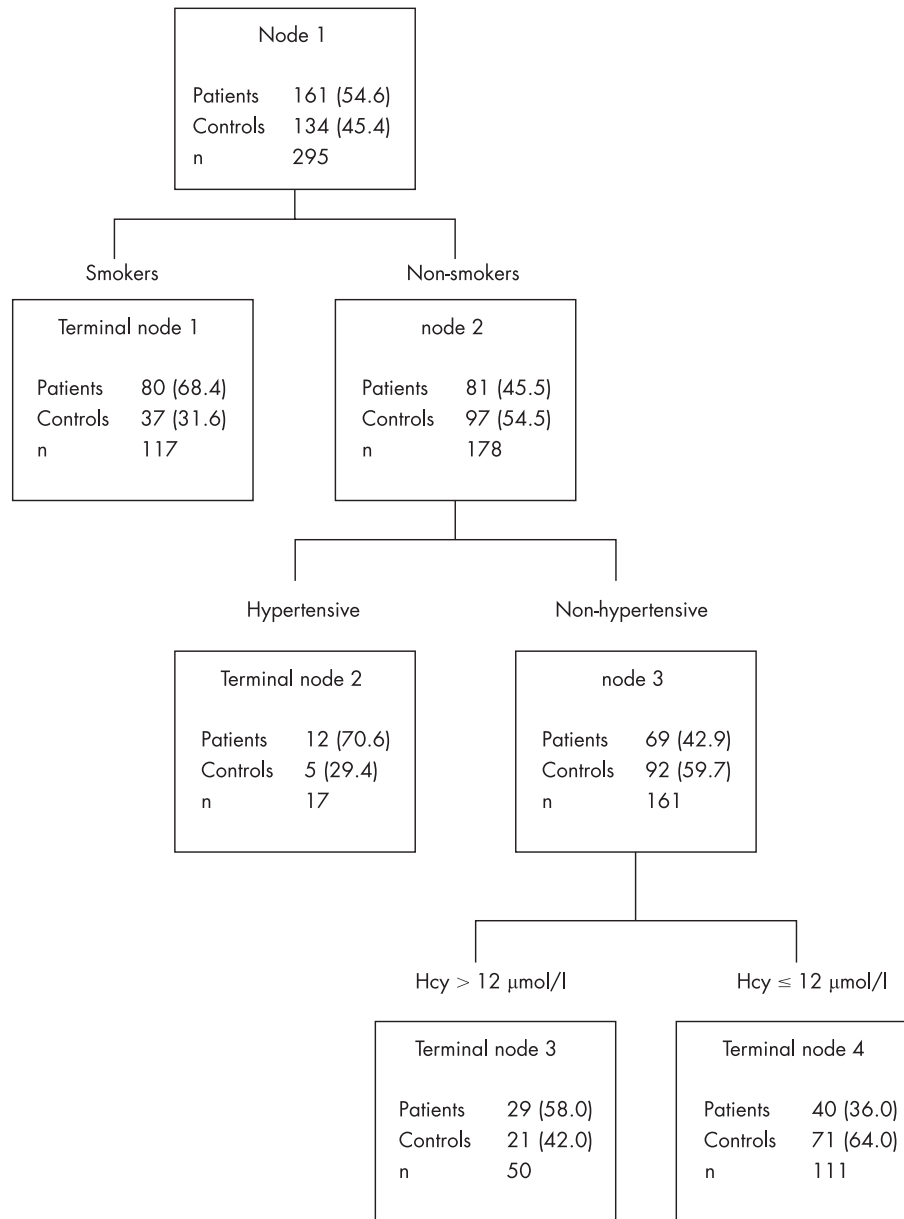 Node 1
Patients 161 (54.6)
Controls 134 (45.4)
n 295
Smokers
Non-smokers
Terminal node 1
Patients 80 (68.4)
Controls 37 (31.6)
n 117
node 2
Patients 81 (45.5)
Controls 97 (54.5)
n 178
Hypertensive
Non-hypertensive
Terminal node 2
Patients 12 (70.6)
Controls 5 (29.4)
n 17
node 3
Patients 69 (42.9)
Controls 92 (59.7)
n 161
Hcy > 12 μmol/l
Hcy ≤ 12 μmol/l
Terminal node 3
Patients 29 (58.0)
Controls 21 (42.0)
n 50
Terminal node 4
Patients 40 (36.0)
Controls 71 (64.0)
n 111